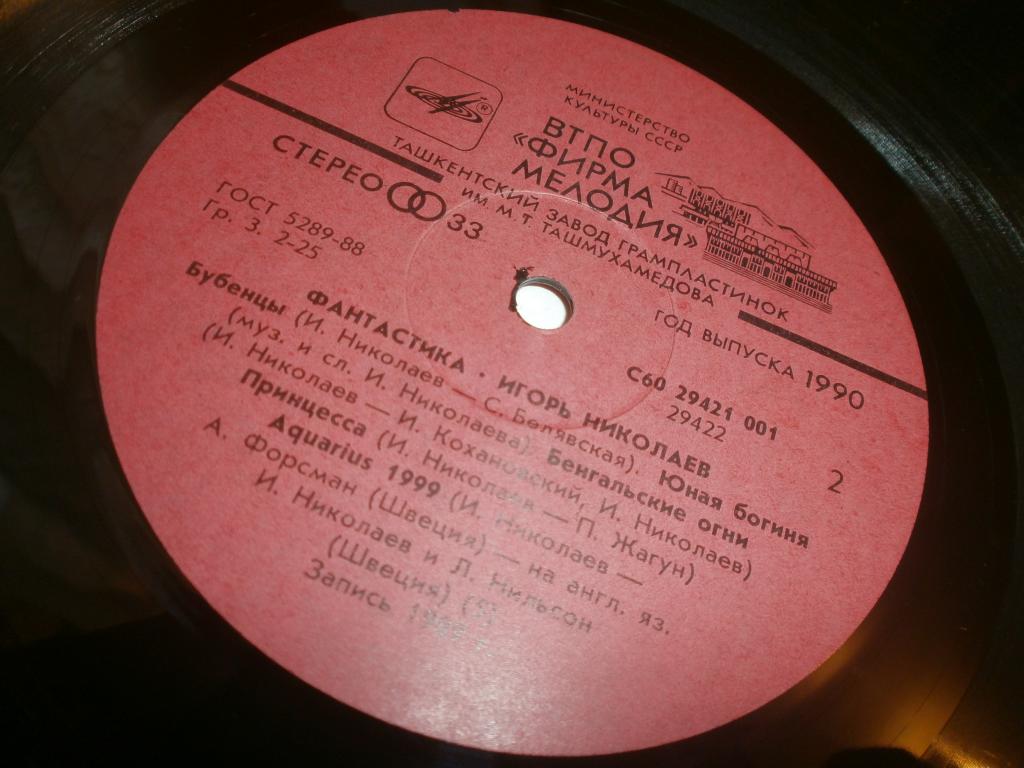 МИНИСТЕРСТВО
КУЛЬТУРЫ СССР
ВТПО
«ФИРМА
МЕЛОДИЯ»
ТАШКЕНТСКИЙ ЗАВОД ГРАМПЛАСТИНОК
ИМ. М. Т. ТАШМУХАМЕДОВА
СТЕРЕО 33
ГОСТ 5289-88
Гр. 3. 2-25
ГОД ВЫПУСКА 1990
С60 29421 001
29422
2
ФАНТАСТИКА • ИГОРЬ НИКОЛАЕВ
Бубенцы (И. Николаев — С. Белявская). Юная богиня
(муз. и сл. И. Николаева). Бенгальские огни
(И. Николаев — И. Кохановский, И. Николаев)
Принцесса (И. Николаев — П. Жагун)
Aquarius 1999 (И. Николаев —
А. Форсман (Швеция) — на англ. яз.
И. Николаев и Л. Нильсон
(Швеция)
Запись г.